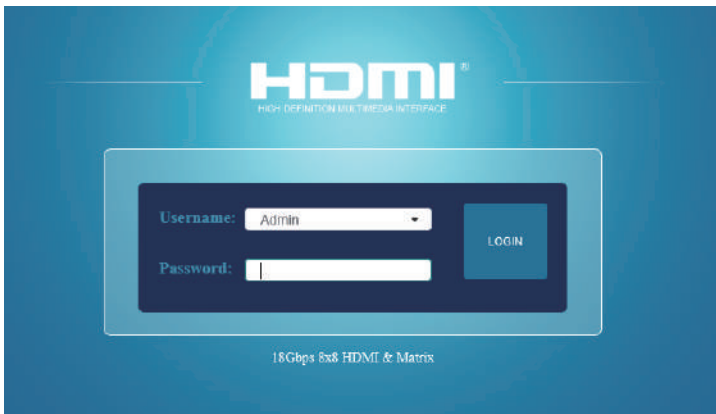 HDMI®
HIGH DEFINITION MULTIMEDIA INTERFACE
Username: Admin
LOGIN
Password:
18Gbps 8x8 HDMI & Matrix